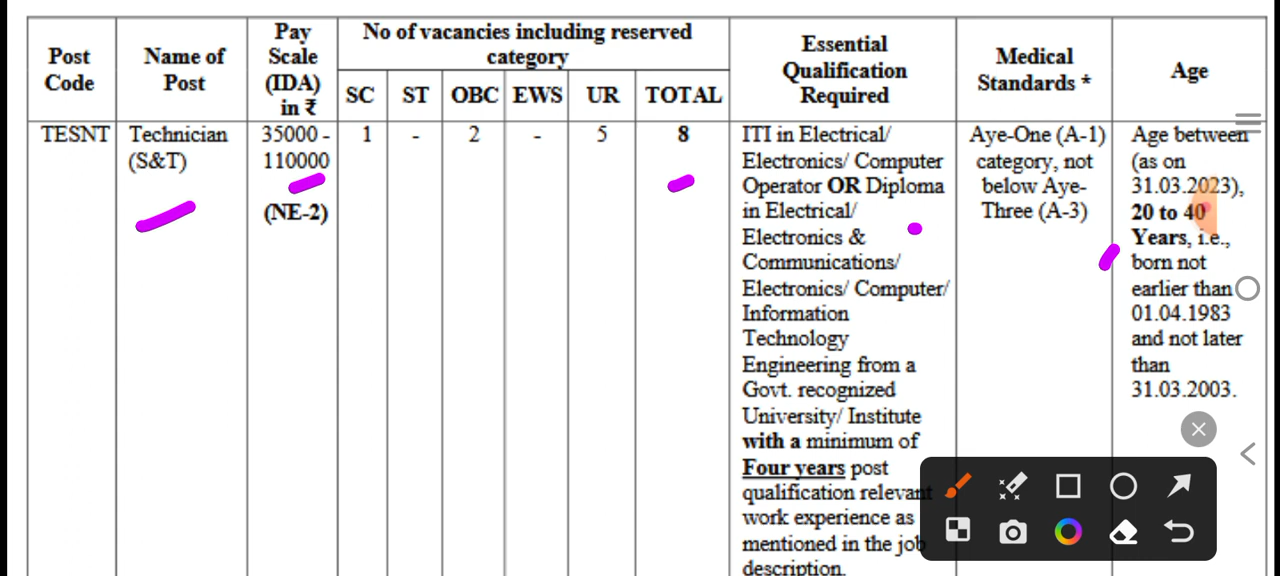 Post Code
Name of Post
Pay Scale (IDA) in ₹
No of vacancies including reserved category
SC ST OBC EWS UR TOTAL
Essential Qualification Required
Medical Standards *
Age
TESNT
Technician
(S&T)
35000 -
110000
(NE-2)
1 - 2 - 5 8
ITI in Electrical/
Electronics/ Computer
Operator OR Diploma
in Electrical/
Electronics &
Communications/
Electronics/ Computer/
Information
Technology
Engineering from a
Govt. recognized
University/ Institute
with a minimum of
Four years post
qualification relevant
work experience as
mentioned in the job
description.
Aye-One (A-1)
category, not
below Aye-
Three (A-3)
Age between
(as on
31.03.2023),
20 to 40
Years, i.e.,
born not
earlier than
01.04.1983
and not later
than
31.03.2003.